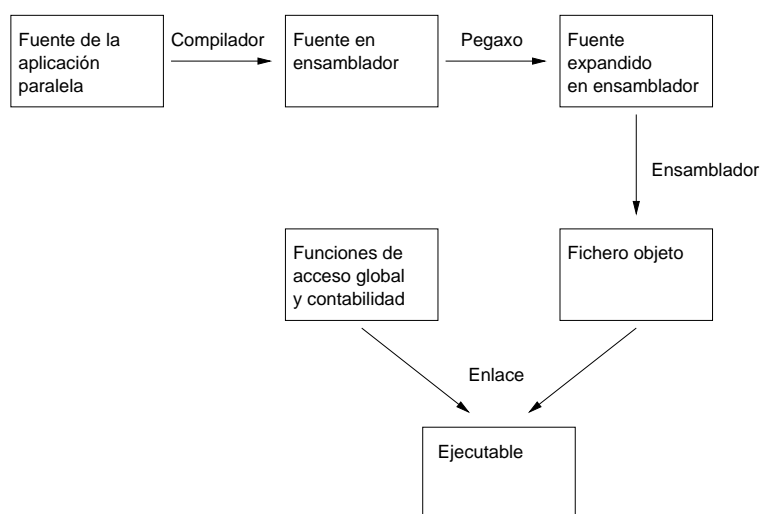 Fuente de la
aplicación
paralela
Compilador
Fuente en
ensamblador
Pegaxo
Fuente
expandido
en ensamblador
Ensamblador
Funciones de
acceso global
y contabilidad
Fichero objeto
Enlace
Ejecutable